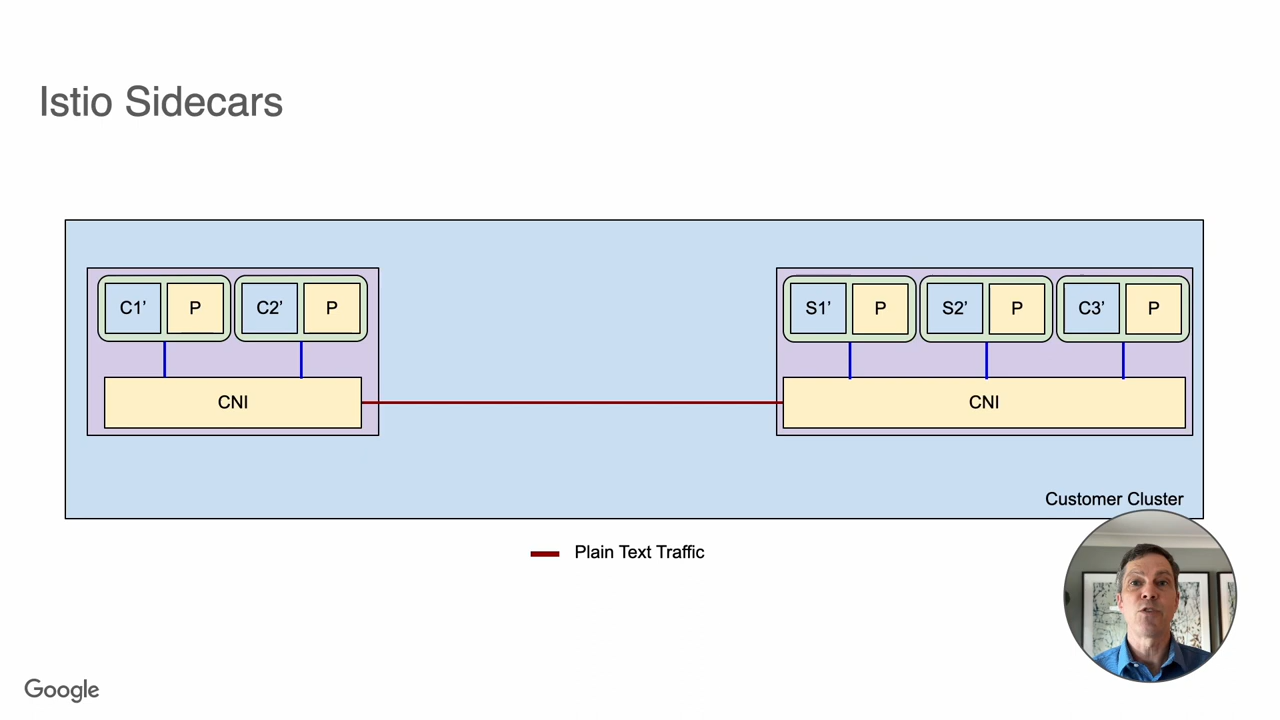 Istio Sidecars
C1’ P C2’ P S1’ P S2’ P C3’ P
CNI CNI
Customer Cluster
Plain Text Traffic
Google